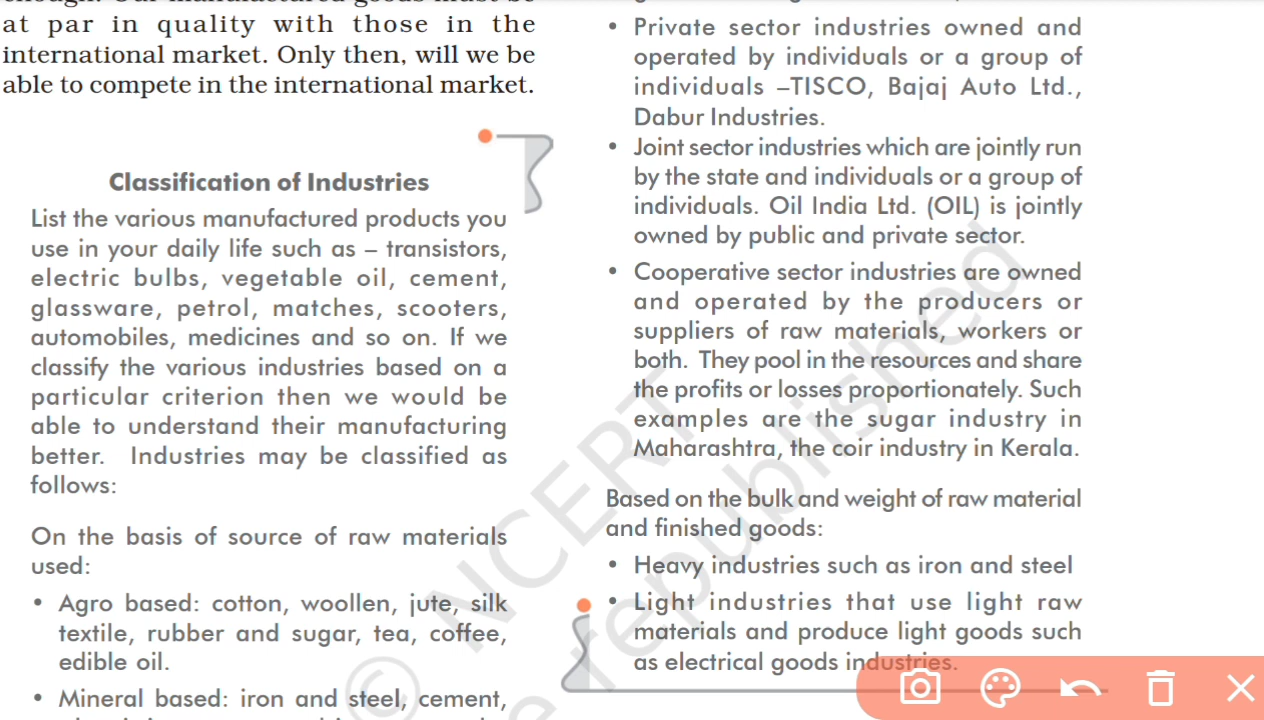 at par in quality with those in the
international market. Only then, will we be
able to compete in the international market.
Classification of Industries
List the various manufactured products you
use in your daily life such as – transistors,
electric bulbs, vegetable oil, cement,
glassware, petrol, matches, scooters,
automobiles, medicines and so on. If we
classify the various industries based on a
particular criterion then we would be
able to understand their manufacturing
better. Industries may be classified as
follows:
On the basis of source of raw materials
used:
• Agro based: cotton, woollen, jute, silk
textile, rubber and sugar, tea, coffee,
edible oil.
• Mineral based: iron and steel, cement,
• Private sector industries owned and
operated by individuals or a group of
individuals –TISCO, Bajaj Auto Ltd.,
Dabur Industries.
• Joint sector industries which are jointly run
by the state and individuals or a group of
individuals. Oil India Ltd. (OIL) is jointly
owned by public and private sector.
• Cooperative sector industries are owned
and operated by the producers or
suppliers of raw materials, workers or
both. They pool in the resources and share
the profits or losses proportionately. Such
examples are the sugar industry in
Maharashtra, the coir industry in Kerala.
Based on the bulk and weight of raw material
and finished goods:
• Heavy industries such as iron and steel
• Light industries that use light raw
materials and produce light goods such
as electrical goods industries.
© NCERT
republished